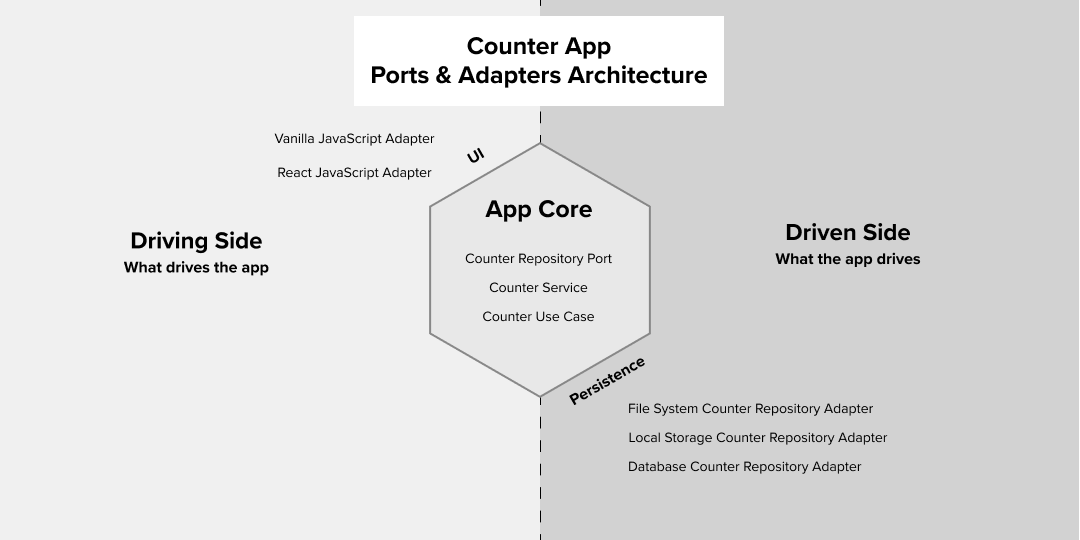 Counter App
Ports & Adapters Architecture
Vanilla JavaScript Adapter
React JavaScript Adapter
UI
Driving Side
What drives the app
App Core
Counter Repository Port
Counter Service
Counter Use Case
Driven Side
What the app drives
Persistence
File System Counter Repository Adapter
Local Storage Counter Repository Adapter
Database Counter Repository Adapter